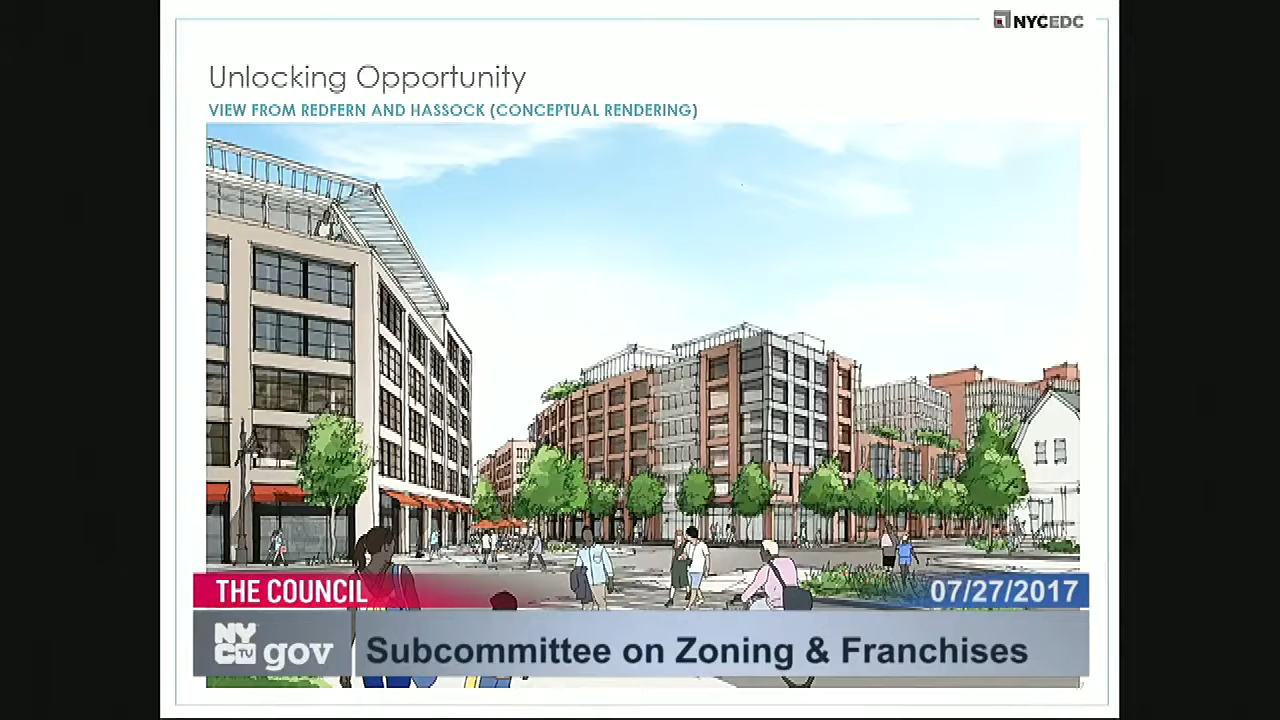 NYCEDC
Unlocking Opportunity
VIEW FROM REDFERN AND HASSOCK (CONCEPTUAL RENDERING)
THE COUNCIL
07/27/2017
NYC TV gov
Subcommittee on Zoning & Franchises